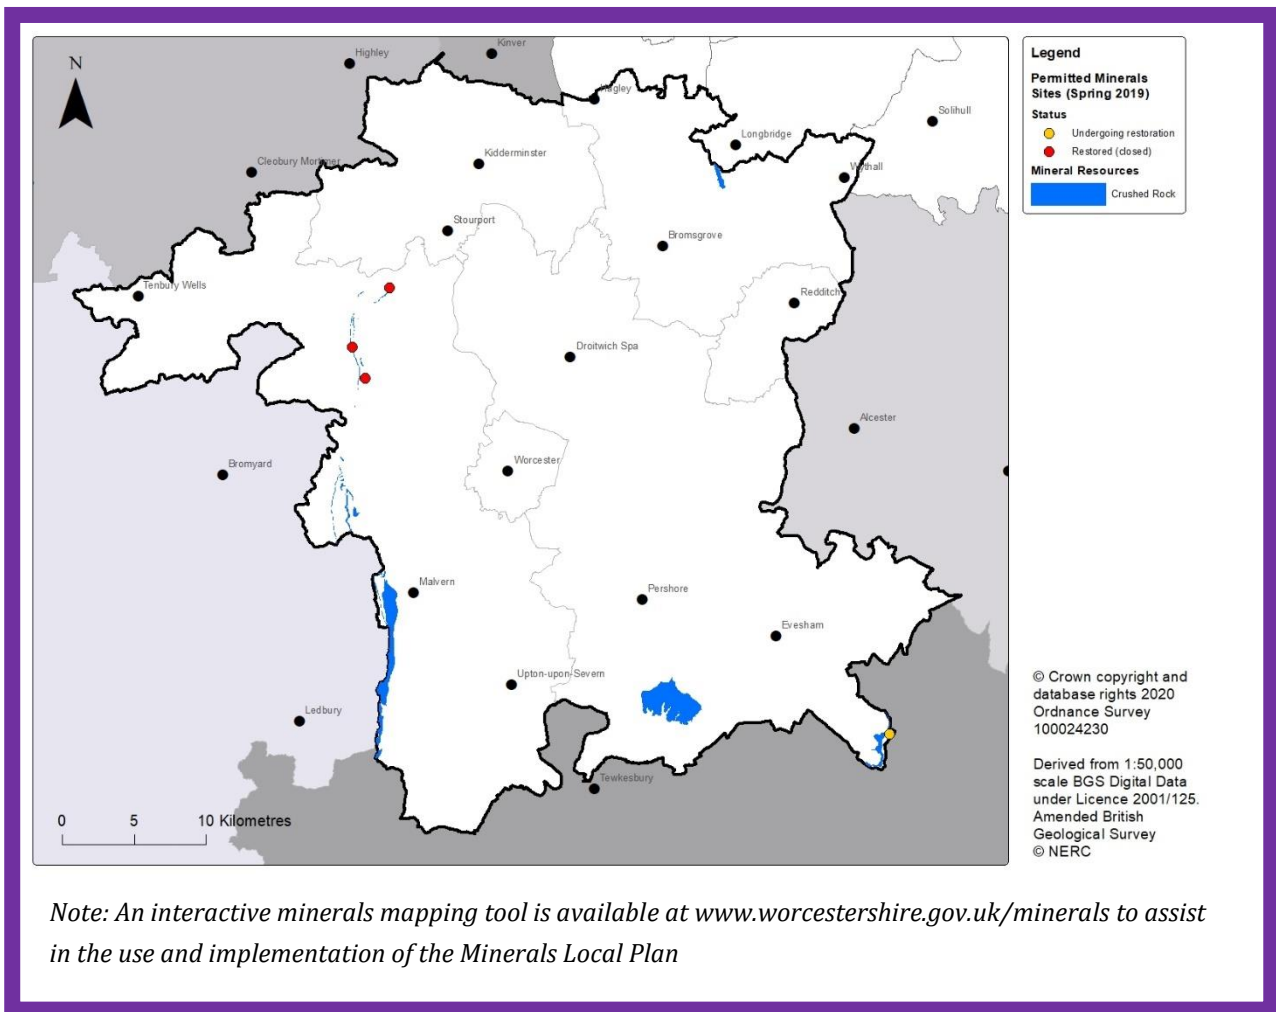 N
Highley
Kinver
Hagley
Longbridge
Solihull
Cleobury Mortimer
Kidderminster
Wythall
Stourport
Bromsgrove
Tenbury Wells
Redditch
Droitwich Spa
Alcester
Bromyard
Worcester
Malvern
Pershore
Evesham
Upton-upon-Severn
Ledbury
Tewkesbury
0 5 10 Kilometres
Legend
Permitted Minerals
Sites (Spring 2019)
Status
Undergoing restoration
Restored (closed)
Mineral Resources
Crushed Rock
© Crown copyright and
database rights 2020
Ordnance Survey
100024230
Derived from 1:50,000
scale BGS Digital Data
under Licence 2001/125.
Amended British
Geological Survey
© NERC
Note: An interactive minerals mapping tool is available at www.worcestershire.gov.uk/minerals to assist
in the use and implementation of the Minerals Local Plan